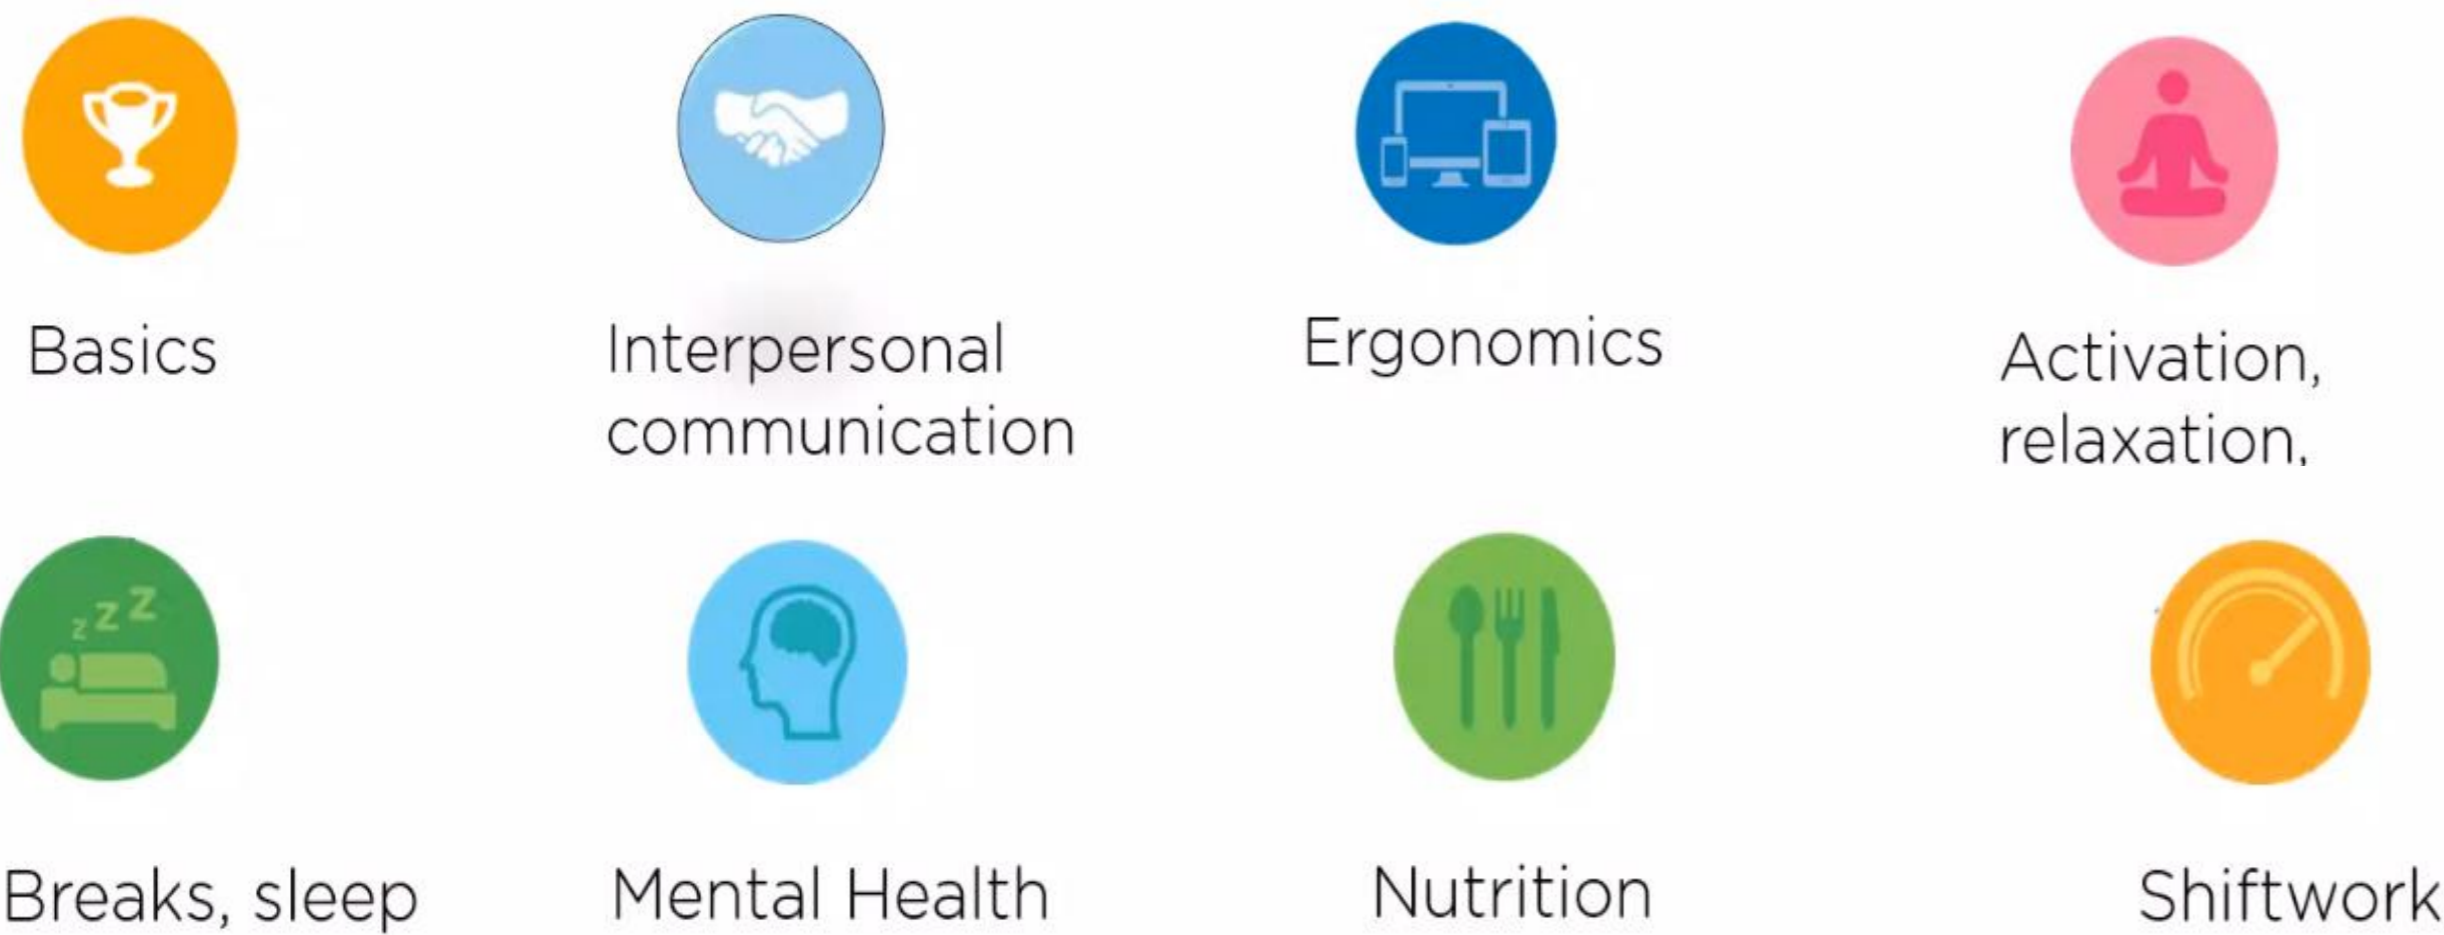 Basics
Interpersonal
communication
Ergonomics
Activation,
relaxation,
z z z
Breaks, sleep
Mental Health
Nutrition
Shiftwork